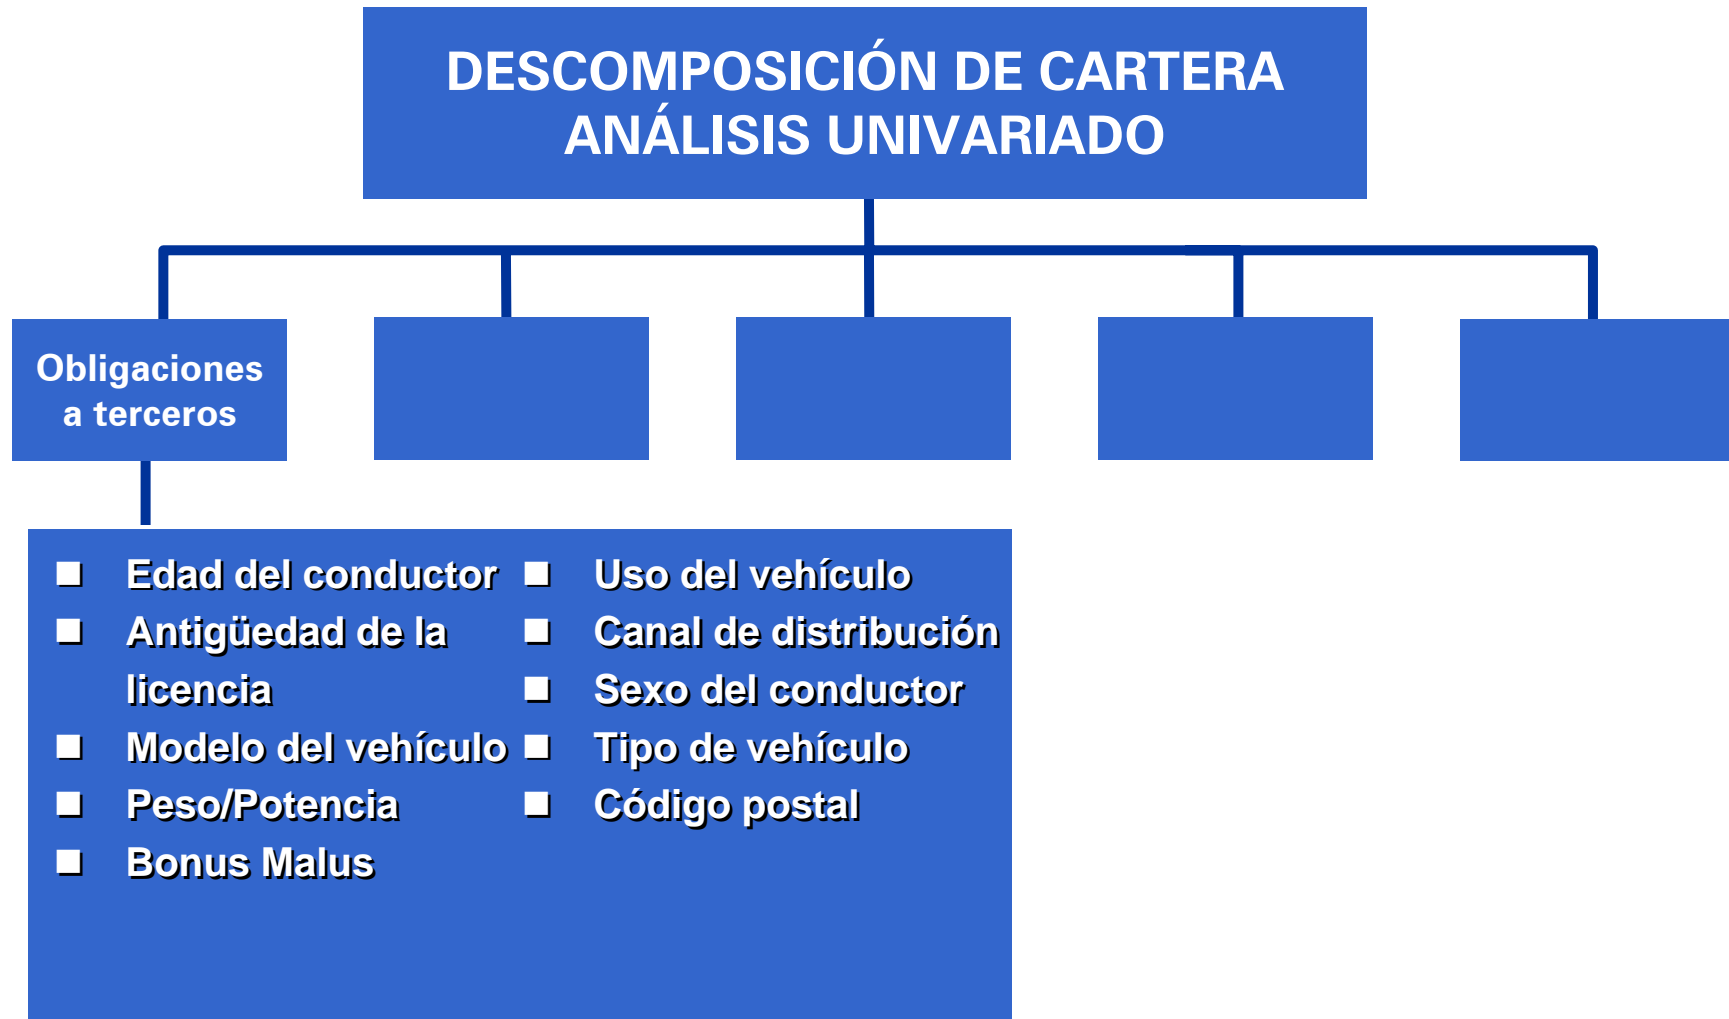 DESCOMPOSICIÓN DE CARTERA
ANÁLISIS UNIVARIADO
Obligaciones
a terceros
Edad del conductor
Antigüedad de la
licencia
Modelo del vehículo
Peso/Potencia
Bonus Malus
Uso del vehículo
Canal de distribución
Sexo del conductor
Tipo de vehículo
Código postal